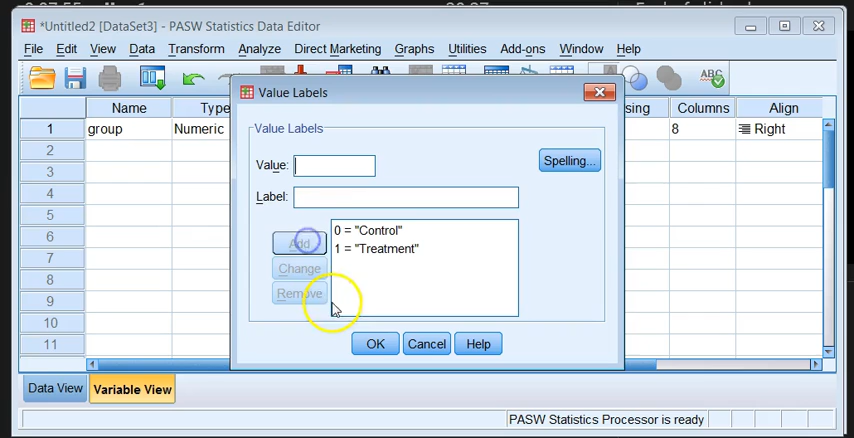 *Untitled2 [DataSet3] - PASW Statistics Data Editor
File Edit View Data Transform Analyze Direct Marketing Graphs Utilities Add-ons Window Help
ABC
Value Labels
Name Type Columns Align
Value Labels
1 group Numeric 8 Right
2
Value: Spelling...
3
4
Label:
5
6 0 = "Control"
Add 1 = "Treatment"
7
Change
8
Remove
9
10
OK Cancel Help
11
Data View Variable View
PASW Statistics Processor is ready